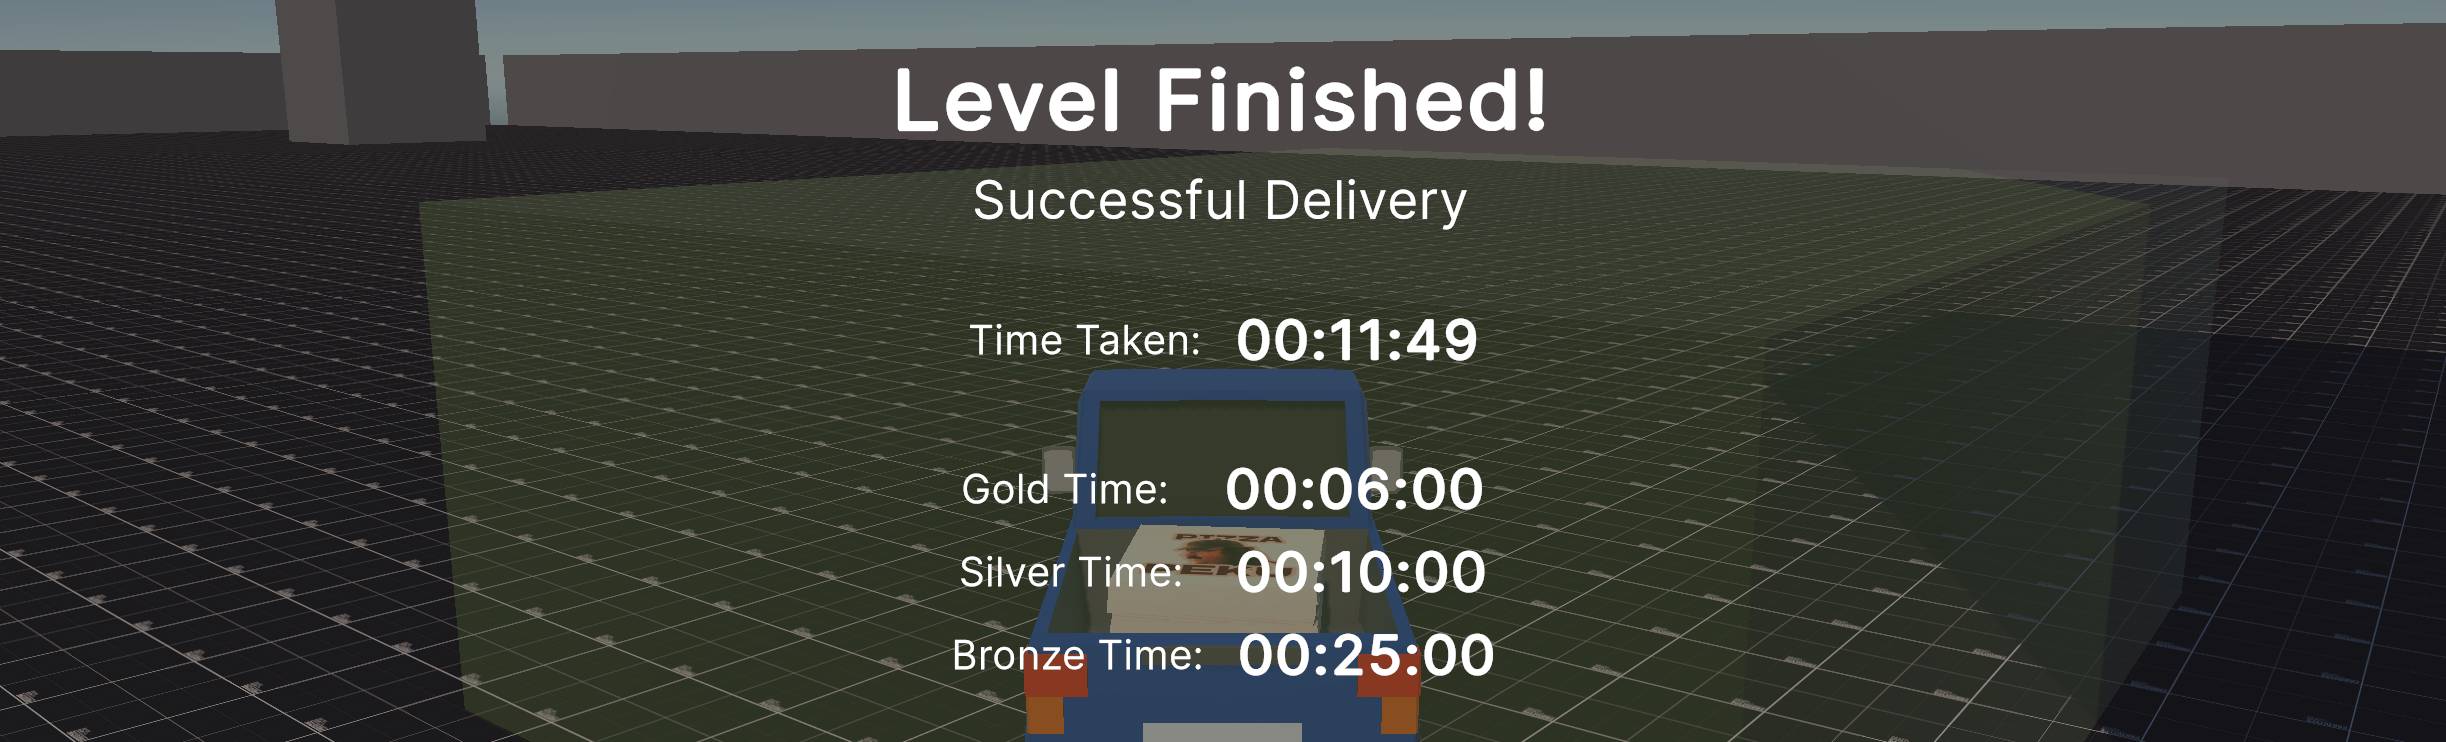 Level Finished!
Successful Delivery
Time Taken: 00:11:49
Gold Time: 00:06:00
PIZZA
Silver Time: 00:10:00
Bronze Time: 00:25:00